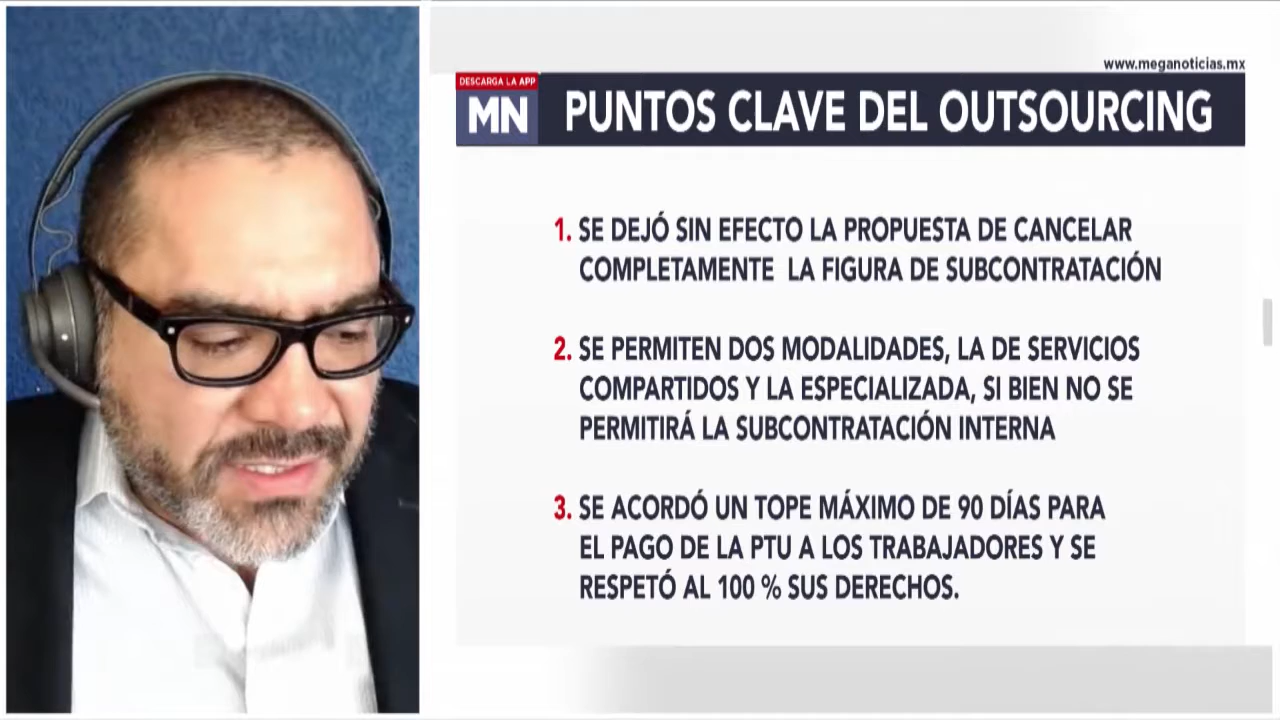 www.meganoticias.mx
DESCARGA LA APP
MN
PUNTOS CLAVE DEL OUTSOURCING
1. SE DEJÓ SIN EFECTO LA PROPUESTA DE CANCELAR
COMPLETAMENTE LA FIGURA DE SUBCONTRATACIÓN
2. SE PERMITEN DOS MODALIDADES, LA DE SERVICIOS
COMPARTIDOS Y LA ESPECIALIZADA, SI BIEN NO SE
PERMITIRÁ LA SUBCONTRATACIÓN INTERNA
3. SE ACORDÓ UN TOPE MÁXIMO DE 90 DÍAS PARA
EL PAGO DE LA PTU A LOS TRABAJADORES Y SE
RESPETÓ AL 100 % SUS DERECHOS.